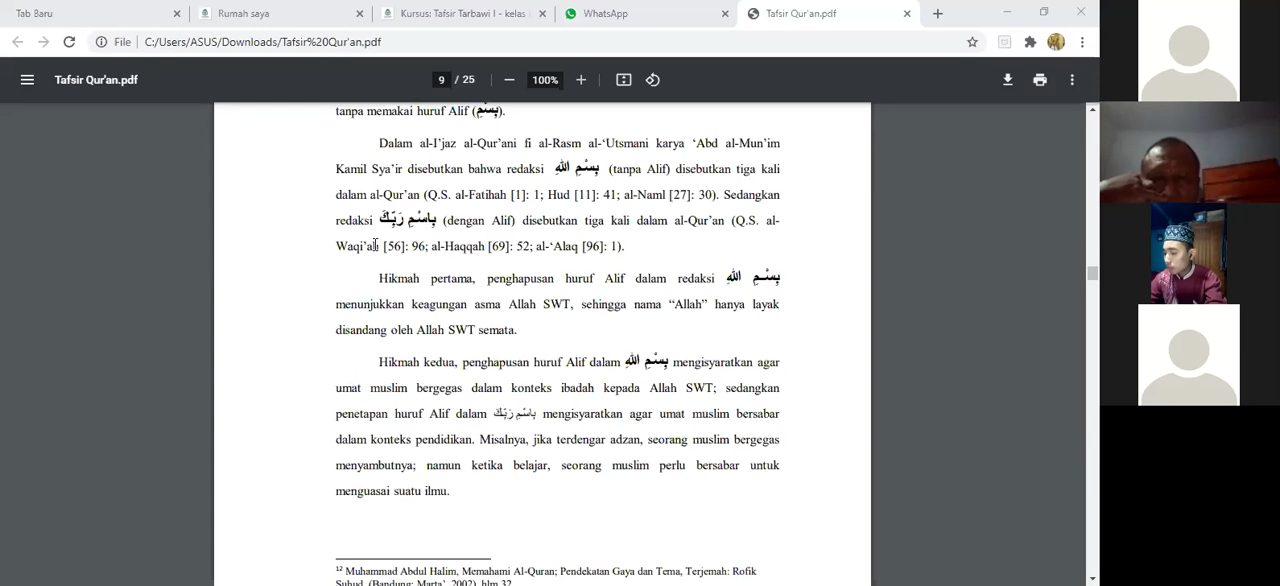 Tab Baru
Rumah saya
Kursus: Tafsir Tarbawi I - kelas
WhatsApp
Tafsir Qur'an.pdf
File C:/Users/ASUS/Downloads/Tafsir%20Qur'an.pdf
Tafsir Qur'an.pdf
9 / 25
100%
tanpa memakai huruf Alif (بِسْمِ).
Dalam al-I'jaz al-Qur'ani fi al-Rasm al-'Utsmani karya 'Abd al-Mun'im
Kamil Sya'ir disebutkan bahwa redaksi بِسْمِ اللهِ (tanpa Alif) disebutkan tiga kali
dalam al-Qur'an (Q.S. al-Fatihah [1]: 1; Hud [11]: 41; al-Naml [27]: 30). Sedangkan
redaksi بِاسْمِ رَبِّكَ (dengan Alif) disebutkan tiga kali dalam al-Qur'an (Q.S. al-
Waqi'ah [56]: 96; al-Haqqah [69]: 52; al-'Alaq [96]: 1).
Hikmah pertama, penghapusan huruf Alif dalam redaksi بِسْمِ اللهِ
menunjukkan keagungan asma Allah SWT, sehingga nama “Allah” hanya layak
disandang oleh Allah SWT semata.
Hikmah kedua, penghapusan huruf Alif dalam بِسْمِ اللهِ mengisyaratkan agar
umat muslim bergegas dalam konteks ibadah kepada Allah SWT; sedangkan
penetapan huruf Alif dalam بِاسْمِ رَبِّكَ mengisyaratkan agar umat muslim bersabar
dalam konteks pendidikan. Misalnya, jika terdengar adzan, seorang muslim bergegas
menyambutnya; namun ketika belajar, seorang muslim perlu bersabar untuk
menguasai suatu ilmu.
12 Muhammad Abdul Halim, Memahami Al-Quran; Pendekatan Gaya dan Tema, Terjemah: Rofik
Suhud, (Bandung: Marta', 2002), hlm 32